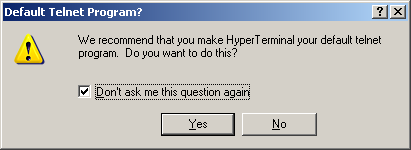 Default Telnet Program?
We recommend that you make HyperTerminal your default telnet
program.  Do you want to do this?
Don't ask me this question again
Yes
No